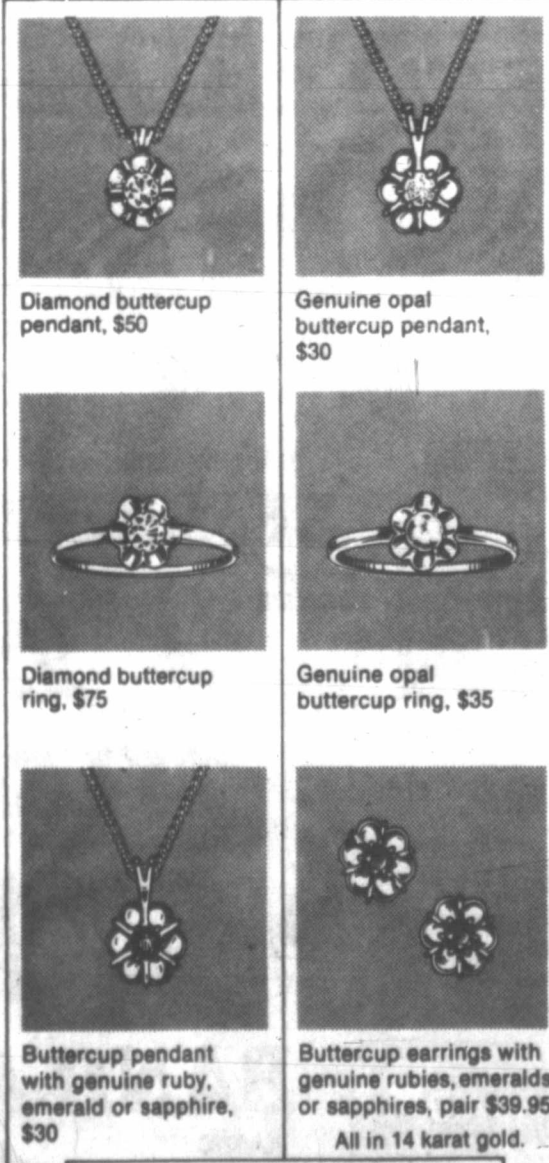 Diamond buttercup
pendant, $50
Genuine opal
buttercup pendant,
$30
Diamond buttercup
ring, $75
Genuine opal
buttercup ring, $35
Buttercup pendant
with genuine ruby,
emerald or sapphire,
$30
Buttercup earrings with
genuine rubies, emeralds
or sapphires, pair $39.95
All in 14 karat gold.